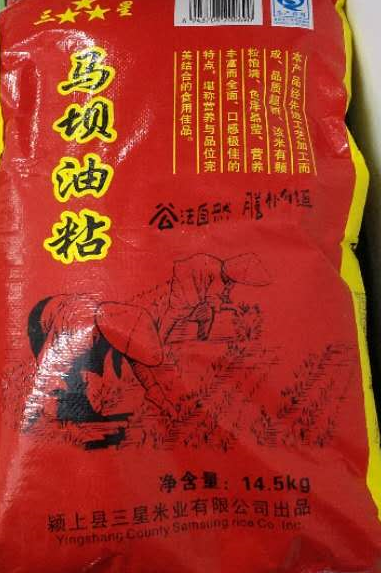 三 星
马坝油粘
本产品经先进工艺加工而
成、品质超群、该米有颗
粒饱满、色泽晶莹、营养
丰富而全面、口感极佳的
特点、堪称营养与品位完
美结合的食用佳品。
法自然
净含量：14.5kg
颍上县三星米业有限公司出品
Yingshang County Samsung rice Co. Inc.